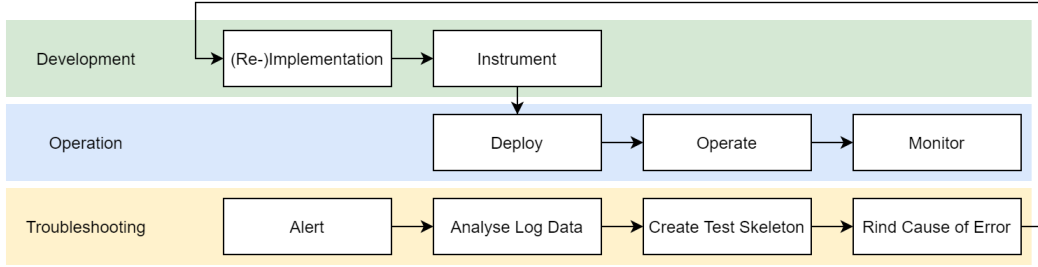 Development
(Re-)Implementation
Instrument
Operation
Deploy
Operate
Monitor
Troubleshooting
Alert
Analyse Log Data
Create Test Skeleton
Rind Cause of Error